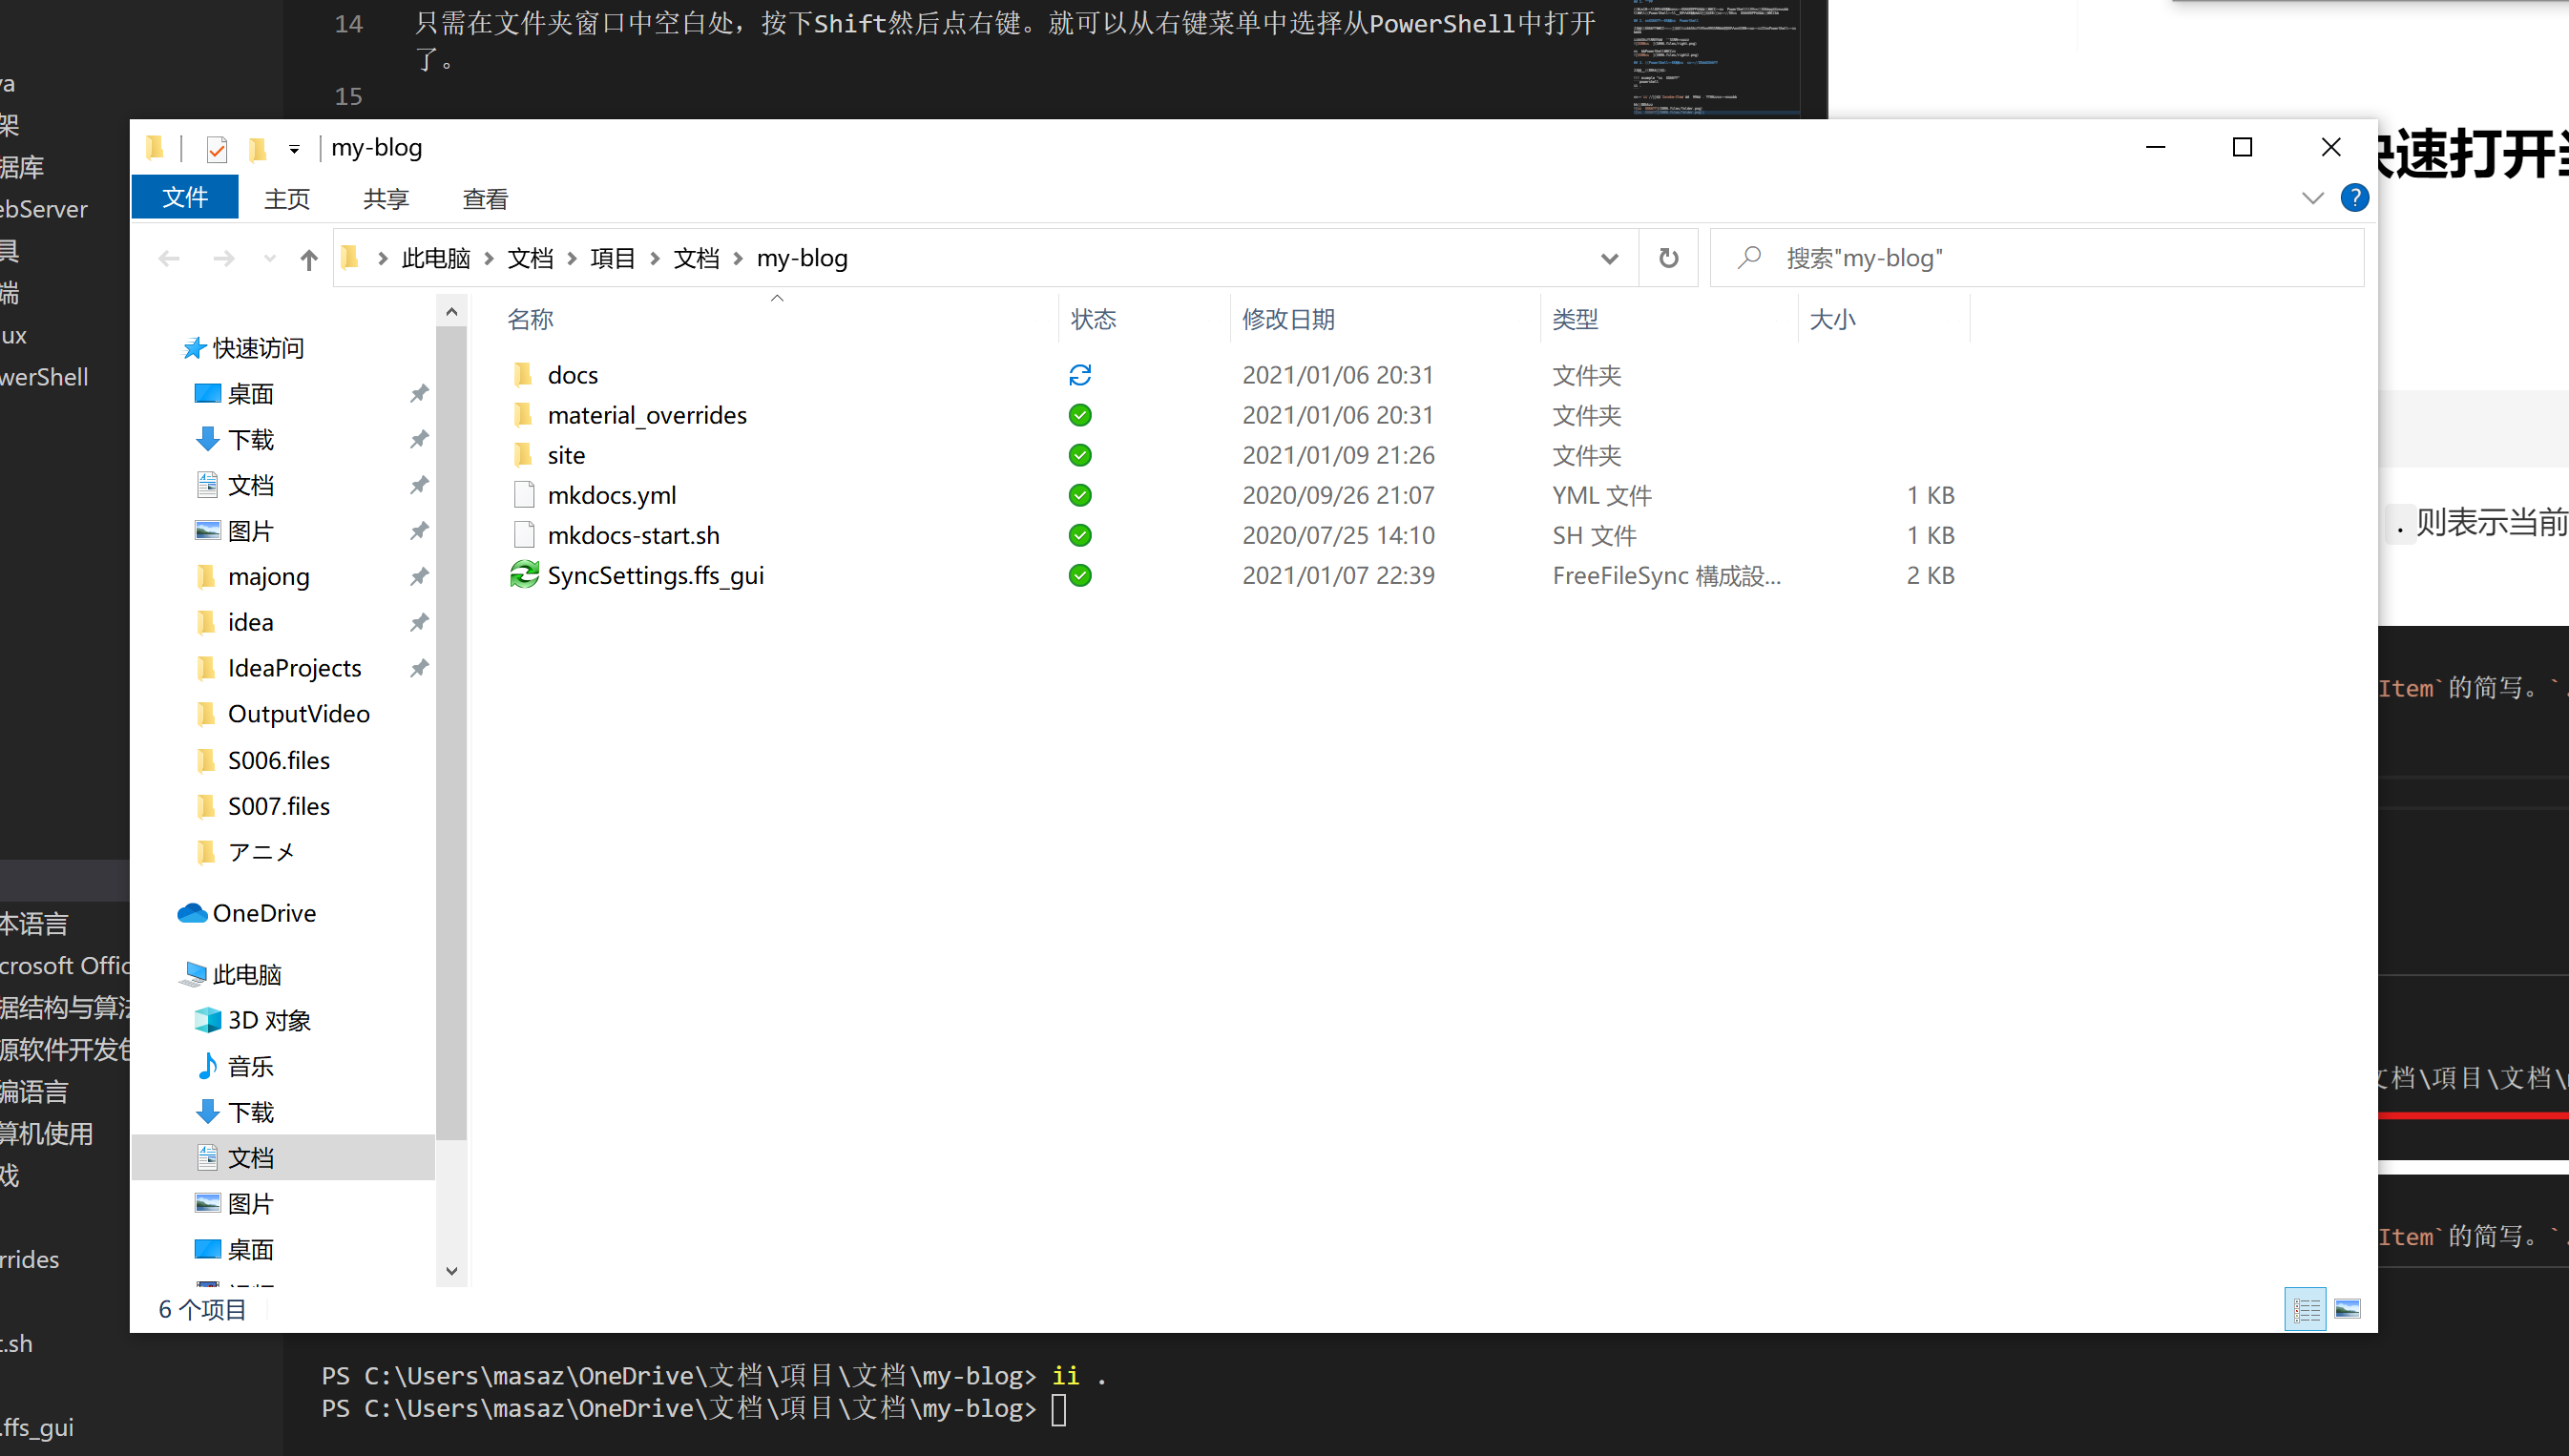 14 只需在文件夹窗口中空白处，按下Shift然后点右键。就可以从右键菜单中选择从PowerShell中打开
了。
15
va
架
据库
ebServer
具
端
ux
werShell
本语言
crosoft Offic
据结构与算法
源软件开发包
编语言
算机使用
戏
rrides
t.sh
.ffs_gui
my-blog
文件 主页 共享 查看
此电脑 文档 項目 文档 my-blog
搜索"my-blog"
名称 状态 修改日期 类型 大小
docs 2021/01/06 20:31 文件夹
material_overrides 2021/01/06 20:31 文件夹
site 2021/01/09 21:26 文件夹
mkdocs.yml 2020/09/26 21:07 YML 文件 1 KB
mkdocs-start.sh 2020/07/25 14:10 SH 文件 1 KB
SyncSettings.ffs_gui 2021/01/07 22:39 FreeFileSync 構成設... 2 KB
快速访问
桌面
下载
文档
图片
majong
idea
IdeaProjects
OutputVideo
S006.files
S007.files
アニメ
OneDrive
此电脑
3D 对象
音乐
下载
文档
图片
桌面
6 个项目
速打开
.则表示当前
Item`的简写。`.
文档\項目\文档\
Item`的简写。`.
PS C:\Users\masaz\OneDrive\文档\項目\文档\my-blog> ii .
PS C:\Users\masaz\OneDrive\文档\項目\文档\my-blog>